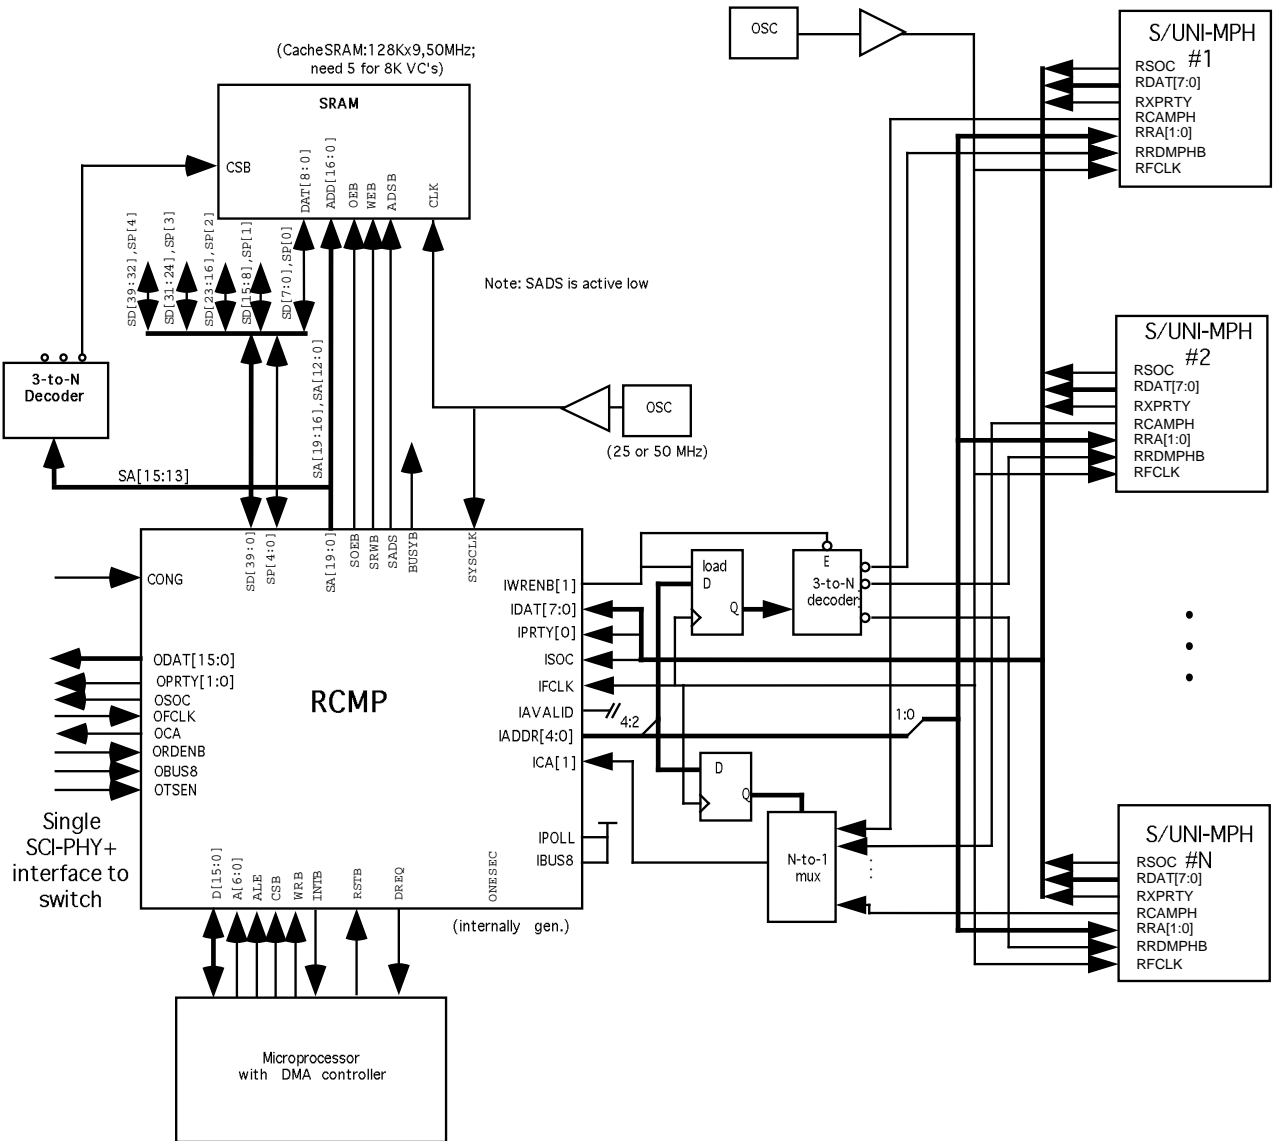 OSC
S/UNI-MPH
#1
RSOC
RDAT[7:0]
RXPRTY
RCAMPH
RRA[1:0]
RRDMPHB
RFCLK
(CacheSRAM:128Kx9,50MHz;
need 5 for 8K VC's)
SRAM
CSB
DAT[8:0]
ADD[16:0]
OEB
WEB
ADSB
CLK
SD[39:32],SP[4]
SD[31:24],SP[3]
SD[23:16],SP[2]
SD[15:8],SP[1]
SD[7:0],SP[0]
Note: SADS is active low
S/UNI-MPH
#2
RSOC
RDAT[7:0]
RXPRTY
RCAMPH
RRA[1:0]
RRDMPHB
RFCLK
3-to-N
Decoder
SA[19:16],SA[12:0]
OSC
(25 or 50 MHz)
SA[15:13]
SD[39:0]
SP[4:0]
SA[19:0]
SOEB
SRWB
SADS
BUSYB
SYSCLK
CONG
ODAT[15:0]
OPRTY[1:0]
OSOC
OFCLK
OCA
ORDENB
OBUS8
OTSEN
RCMP
IWRENB[1]
IDAT[7:0]
IPRTY[0]
ISOC
IFCLK
IAVALID
IADDR[4:0]
ICA[1]
IPOLL
IBUS8
load
D
Q
E
3-to-N
decoder
4:2
1:0
D
Q
N-to-1
mux
Single
SCI-PHY+
interface to
switch
D[15:0]
A[6:0]
ALE
CSB
WRB
INTB
RSTB
DREQ
ONESEC
(internally gen.)
S/UNI-MPH
#N
RSOC
RDAT[7:0]
RXPRTY
RCAMPH
RRA[1:0]
RRDMPHB
RFCLK
Microprocessor
with DMA controller